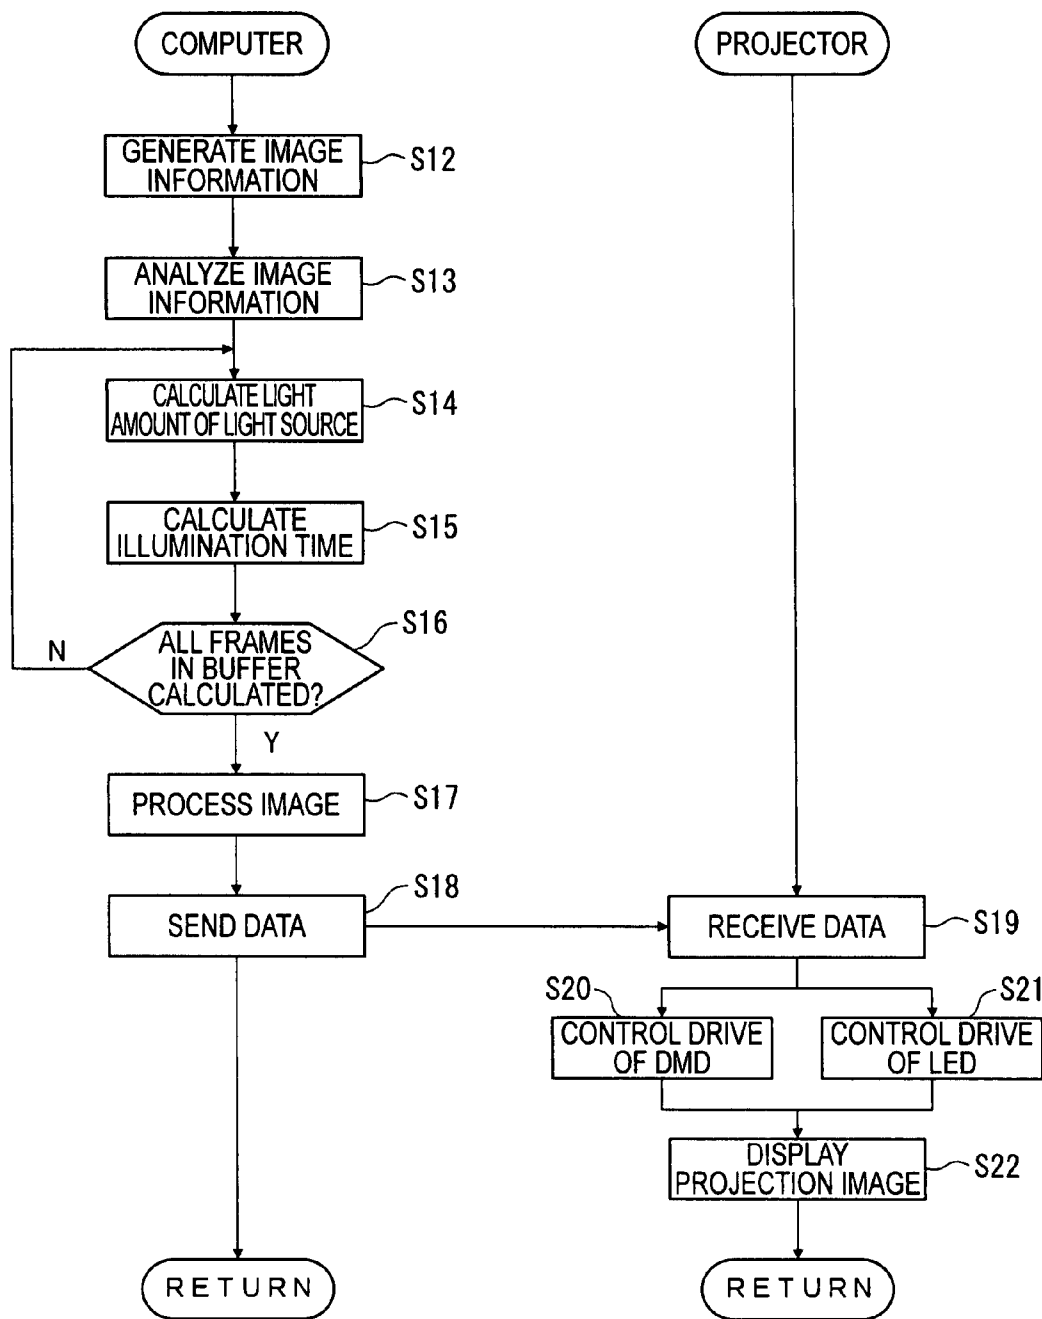 COMPUTER
PROJECTOR
GENERATE IMAGE
INFORMATION
S12
ANALYZE IMAGE
INFORMATION
S13
CALCULATE LIGHT
AMOUNT OF LIGHT SOURCE
S14
CALCULATE
ILLUMINATION TIME
S15
ALL FRAMES
IN BUFFER
CALCULATED?
S16
N
Y
PROCESS IMAGE
S17
SEND DATA
S18
RECEIVE DATA
S19
S20
CONTROL DRIVE
OF DMD
S21
CONTROL DRIVE
OF LED
DISPLAY
PROJECTION IMAGE
S22
RETURN
RETURN